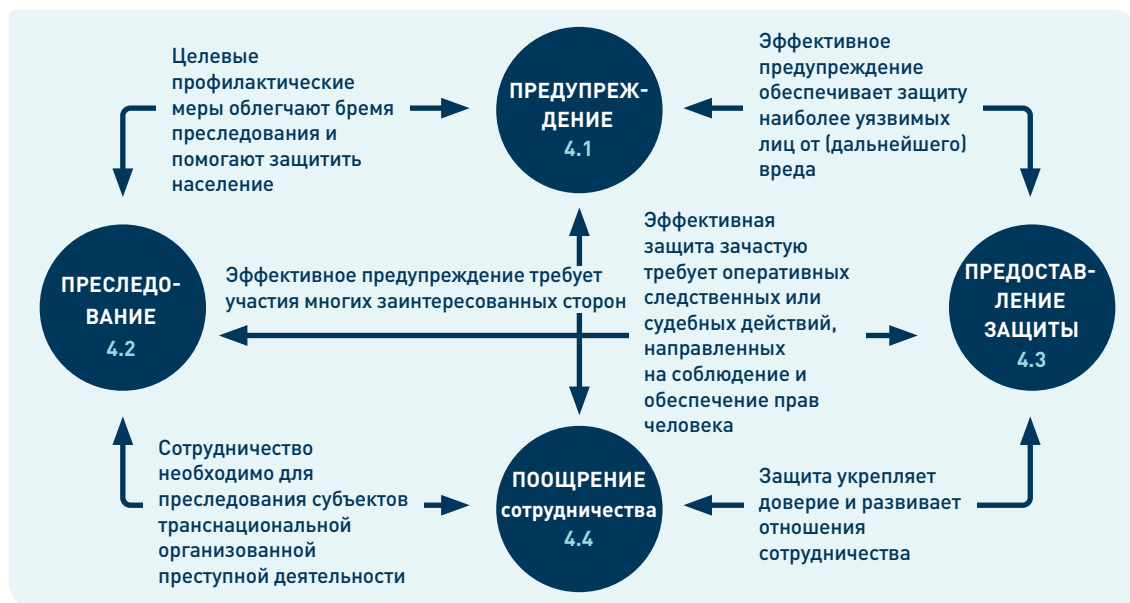 Целевые
профилактические
меры облегчают бремя
преследования и
помогают защитить
население
ПРЕДУПРЕЖ-
ДЕНИЕ
4.1
Эффективное
предупреждение
обеспечивает защиту
наиболее уязвимых
лиц от (дальнейшего)
вреда
ПРЕСЛЕДО-
ВАНИЕ
4.2
Эффективное предупреждение требует
участия многих заинтересованных сторон
Эффективная
защита зачастую
требует оперативных
следственных или
судебных действий,
направленных
на соблюдение и
обеспечение прав
человека
ПРЕДОСТАВ-
ЛЕНИЕ
ЗАЩИТЫ
4.3
Сотрудничество
необходимо для
преследования субъектов
транснациональной
организованной
преступной деятельности
ПООЩРЕНИЕ
сотрудничества
4.4
Защита укрепляет
доверие и развивает
отношения
сотрудничества